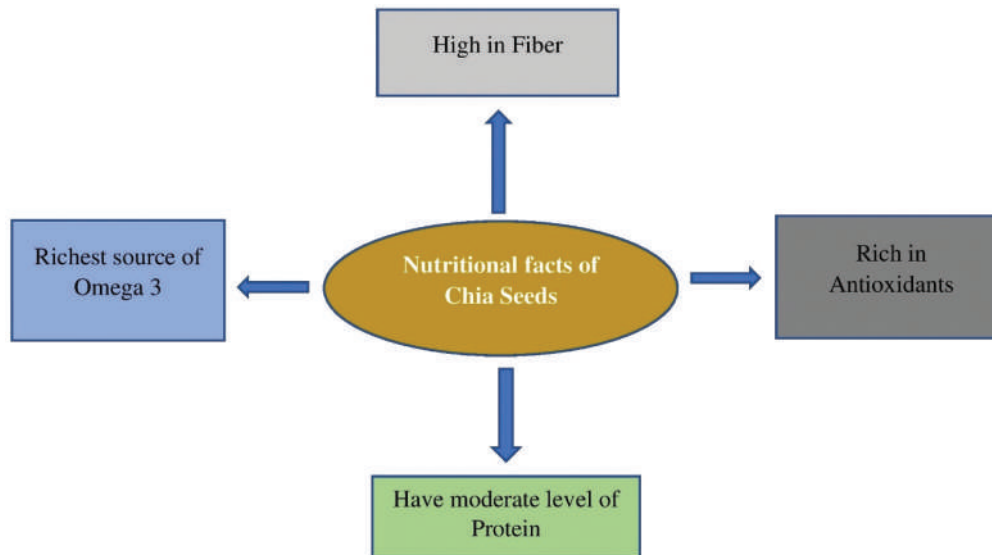 High in Fiber
Richest source of
Omega 3
Nutritional facts of
Chia Seeds
Rich in
Antioxidants
Have moderate level of
Protein